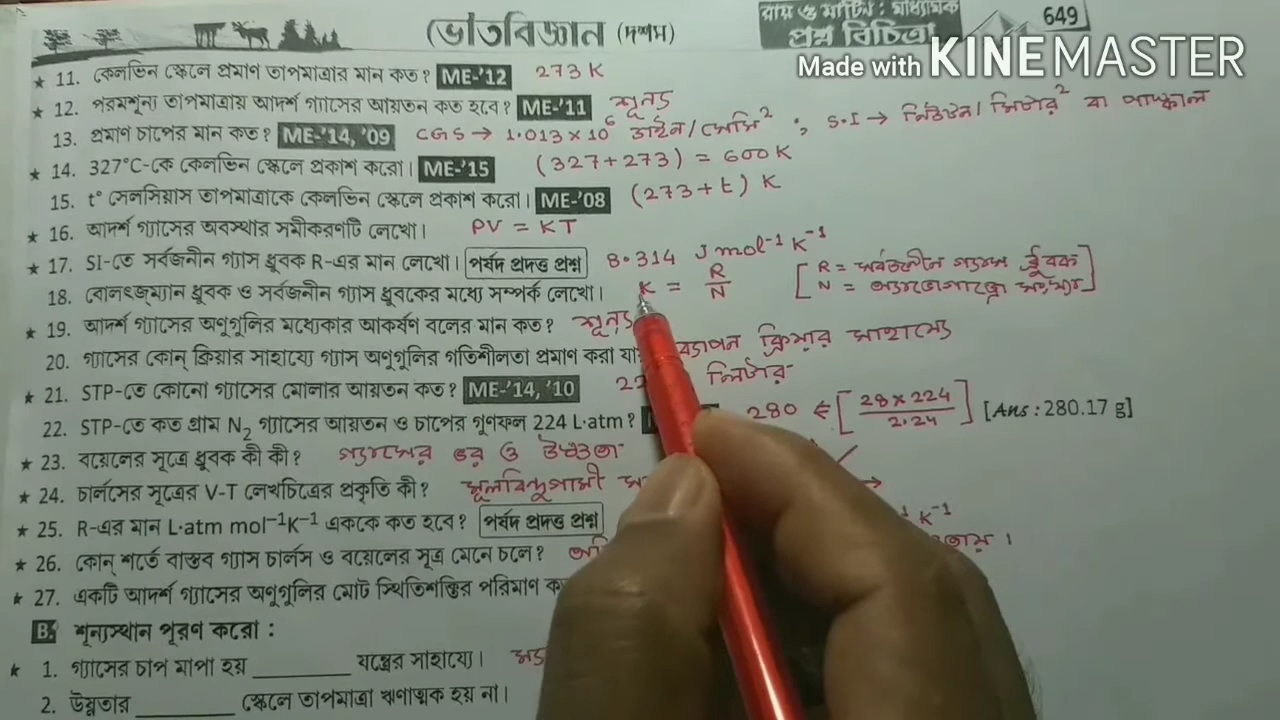 ভৌতবিজ্ঞান (দশম)
রায় ও মার্টিন : মাধ্যমিক
প্রশ্ন বিচিত্রা
649
Made with KINEMASTER
★ 11. কেলভিন স্কেলে প্রমাণ তাপমাত্রার মান কত? ME-'12 273 K
★ 12. পরমশূন্য তাপমাত্রায় আদর্শ গ্যাসের আয়তন কত হবে? ME-'11 শূন্য
13. প্রমাণ চাপের মান কত? ME-'14, '09 CGS → 1.013 × 10⁶ ডাইন/সেমি² ; S.I → নিউটন/মিটার² বা পাস্কাল
★ 14. 327°C-কে কেলভিন স্কেলে প্রকাশ করো। ME-'15 (327+273) = 600 K
15. t° সেলসিয়াস তাপমাত্রাকে কেলভিন স্কেলে প্রকাশ করো। ME-'08 (273+t) K
★ 16. আদর্শ গ্যাসের অবস্থার সমীকরণটি লেখো। PV = KT
★ 17. SI-তে সর্বজনীন গ্যাস ধ্রুবক R-এর মান লেখো। পর্ষদ প্রদত্ত প্রশ্ন 8.314 J mol⁻¹ K⁻¹
18. বোলৎজম্যান ধ্রুবক ও সর্বজনীন গ্যাস ধ্রুবকের মধ্যে সম্পর্ক লেখো। K = R/N [R = সর্বজনীন গ্যাস ধ্রুবক
N = অ্যাভোগাড্রো সংখ্যা]
★ 19. আদর্শ গ্যাসের অণুগুলির মধ্যেকার আকর্ষণ বলের মান কত? শূন্য
20. গ্যাসের কোন্ ক্রিয়ার সাহায্যে গ্যাস অণুগুলির গতিশীলতা প্রমাণ করা ব্যাপন ক্রিয়ার সাহায্যে
★ 21. STP-তে কোনো গ্যাসের মোলার আয়তন কত? ME-'14, '10 22 লিটার
22. STP-তে কত গ্রাম N₂ গ্যাসের আয়তন ও চাপের গুণফল 224 L·atm? 280 [28×224/2.24] [Ans : 280.17 g]
★ 23. বয়েলের সূত্রে ধ্রুবক কী কী? গ্যাসের ভর ও উষ্ণতা
★ 24. চার্লসের সূত্রের V-T লেখচিত্রের প্রকৃতি কী? মূলবিন্দুগামী
★ 25. R-এর মান L·atm mol⁻¹K⁻¹ এককে কত হবে? পর্ষদ প্রদত্ত প্রশ্ন K⁻¹
★ 26. কোন্ শর্তে বাস্তব গ্যাস চার্লস ও বয়েলের সূত্র মেনে চলে?
★ 27. একটি আদর্শ গ্যাসের অণুগুলির মোট স্থিতিশক্তির পরিমাণ
B. শূন্যস্থান পূরণ করো :
★ 1. গ্যাসের চাপ মাপা হয় ________ যন্ত্রের সাহায্যে।
2. উষ্ণতার ________ স্কেলে তাপমাত্রা ঋণাত্মক হয় না।